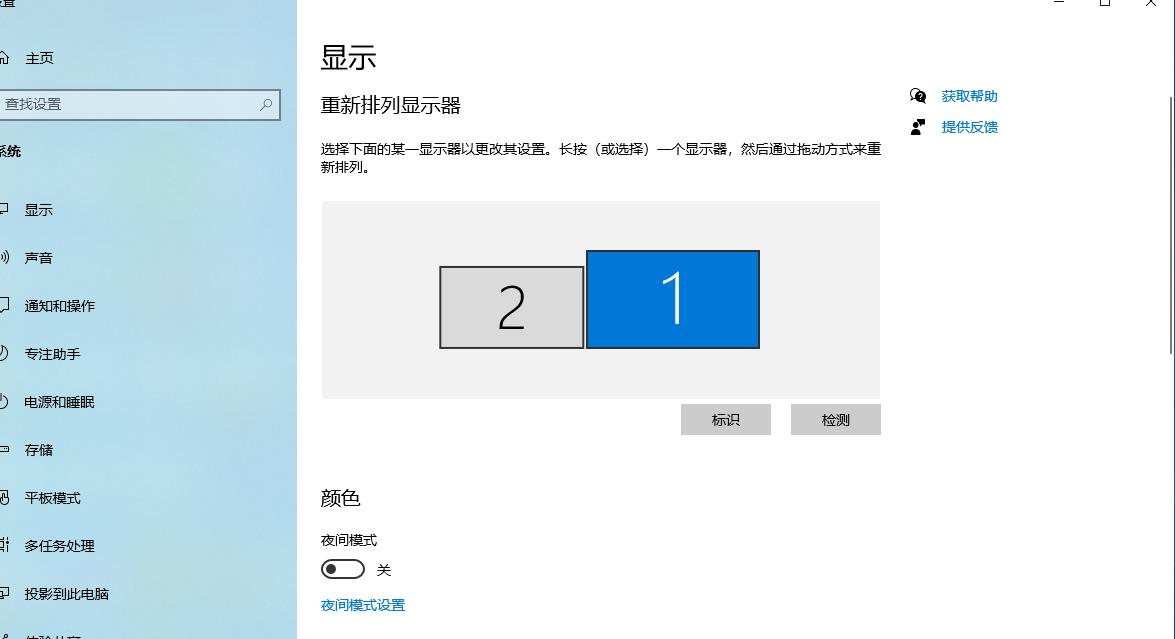 置
主页
查找设置
系统
显示
声音
通知和操作
专注助手
电源和睡眠
存储
平板模式
多任务处理
投影到此电脑
体验共享
显示
重新排列显示器
选择下面的某一显示器以更改其设置。长按（或选择）一个显示器，然后通过拖动方式来重
新排列。
2
1
标识
检测
颜色
夜间模式
关
夜间模式设置
获取帮助
提供反馈